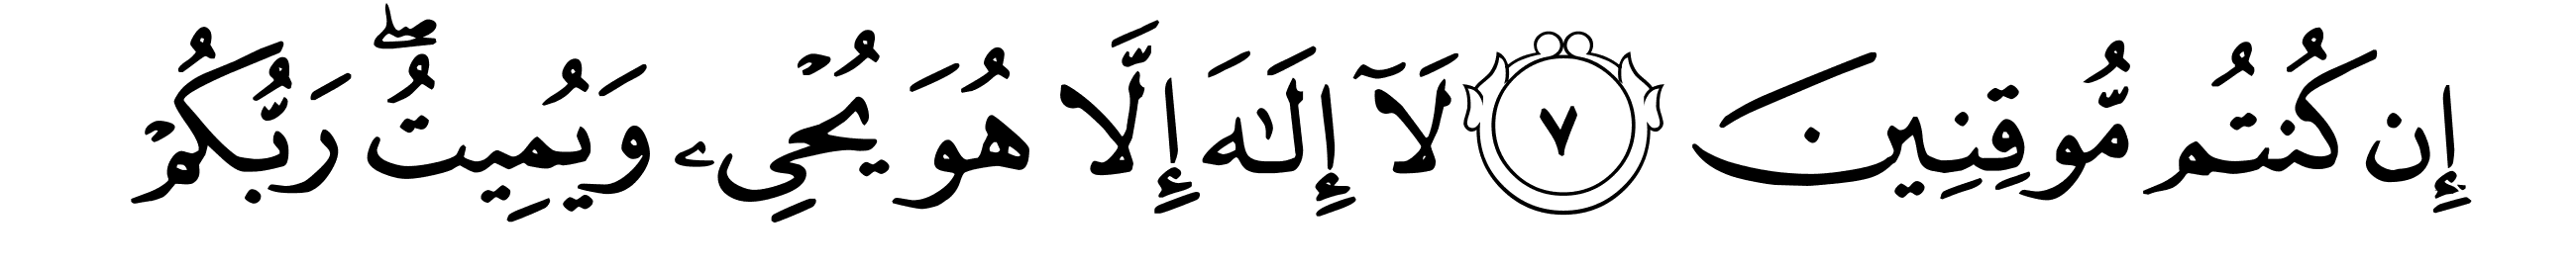 إِن كُنتُم مُّوقِنِينَ ٧ لَآ إِلَـٰهَ إِلَّا هُوَ يُحْىِۦ وَيُمِيتُ ۖ رَبُّكُمْ